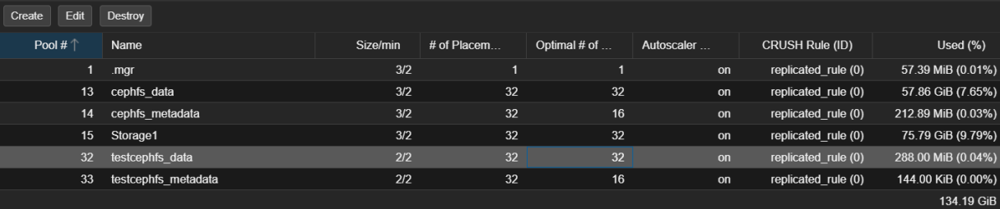 Create Edit Destroy
Pool # ↑ Name Size/min # of Placem... Optimal # of ... Autoscaler ... CRUSH Rule (ID) Used (%)
1 .mgr 3/2 1 1 on replicated_rule (0) 57.39 MiB (0.01%)
13 cephfs_data 3/2 32 32 on replicated_rule (0) 57.86 GiB (7.65%)
14 cephfs_metadata 3/2 32 16 on replicated_rule (0) 212.89 MiB (0.03%)
15 Storage1 3/2 32 32 on replicated_rule (0) 75.79 GiB (9.79%)
32 testcephfs_data 2/2 32 32 on replicated_rule (0) 288.00 MiB (0.04%)
33 testcephfs_metadata 2/2 32 16 on replicated_rule (0) 144.00 KiB (0.00%)
134.19 GiB